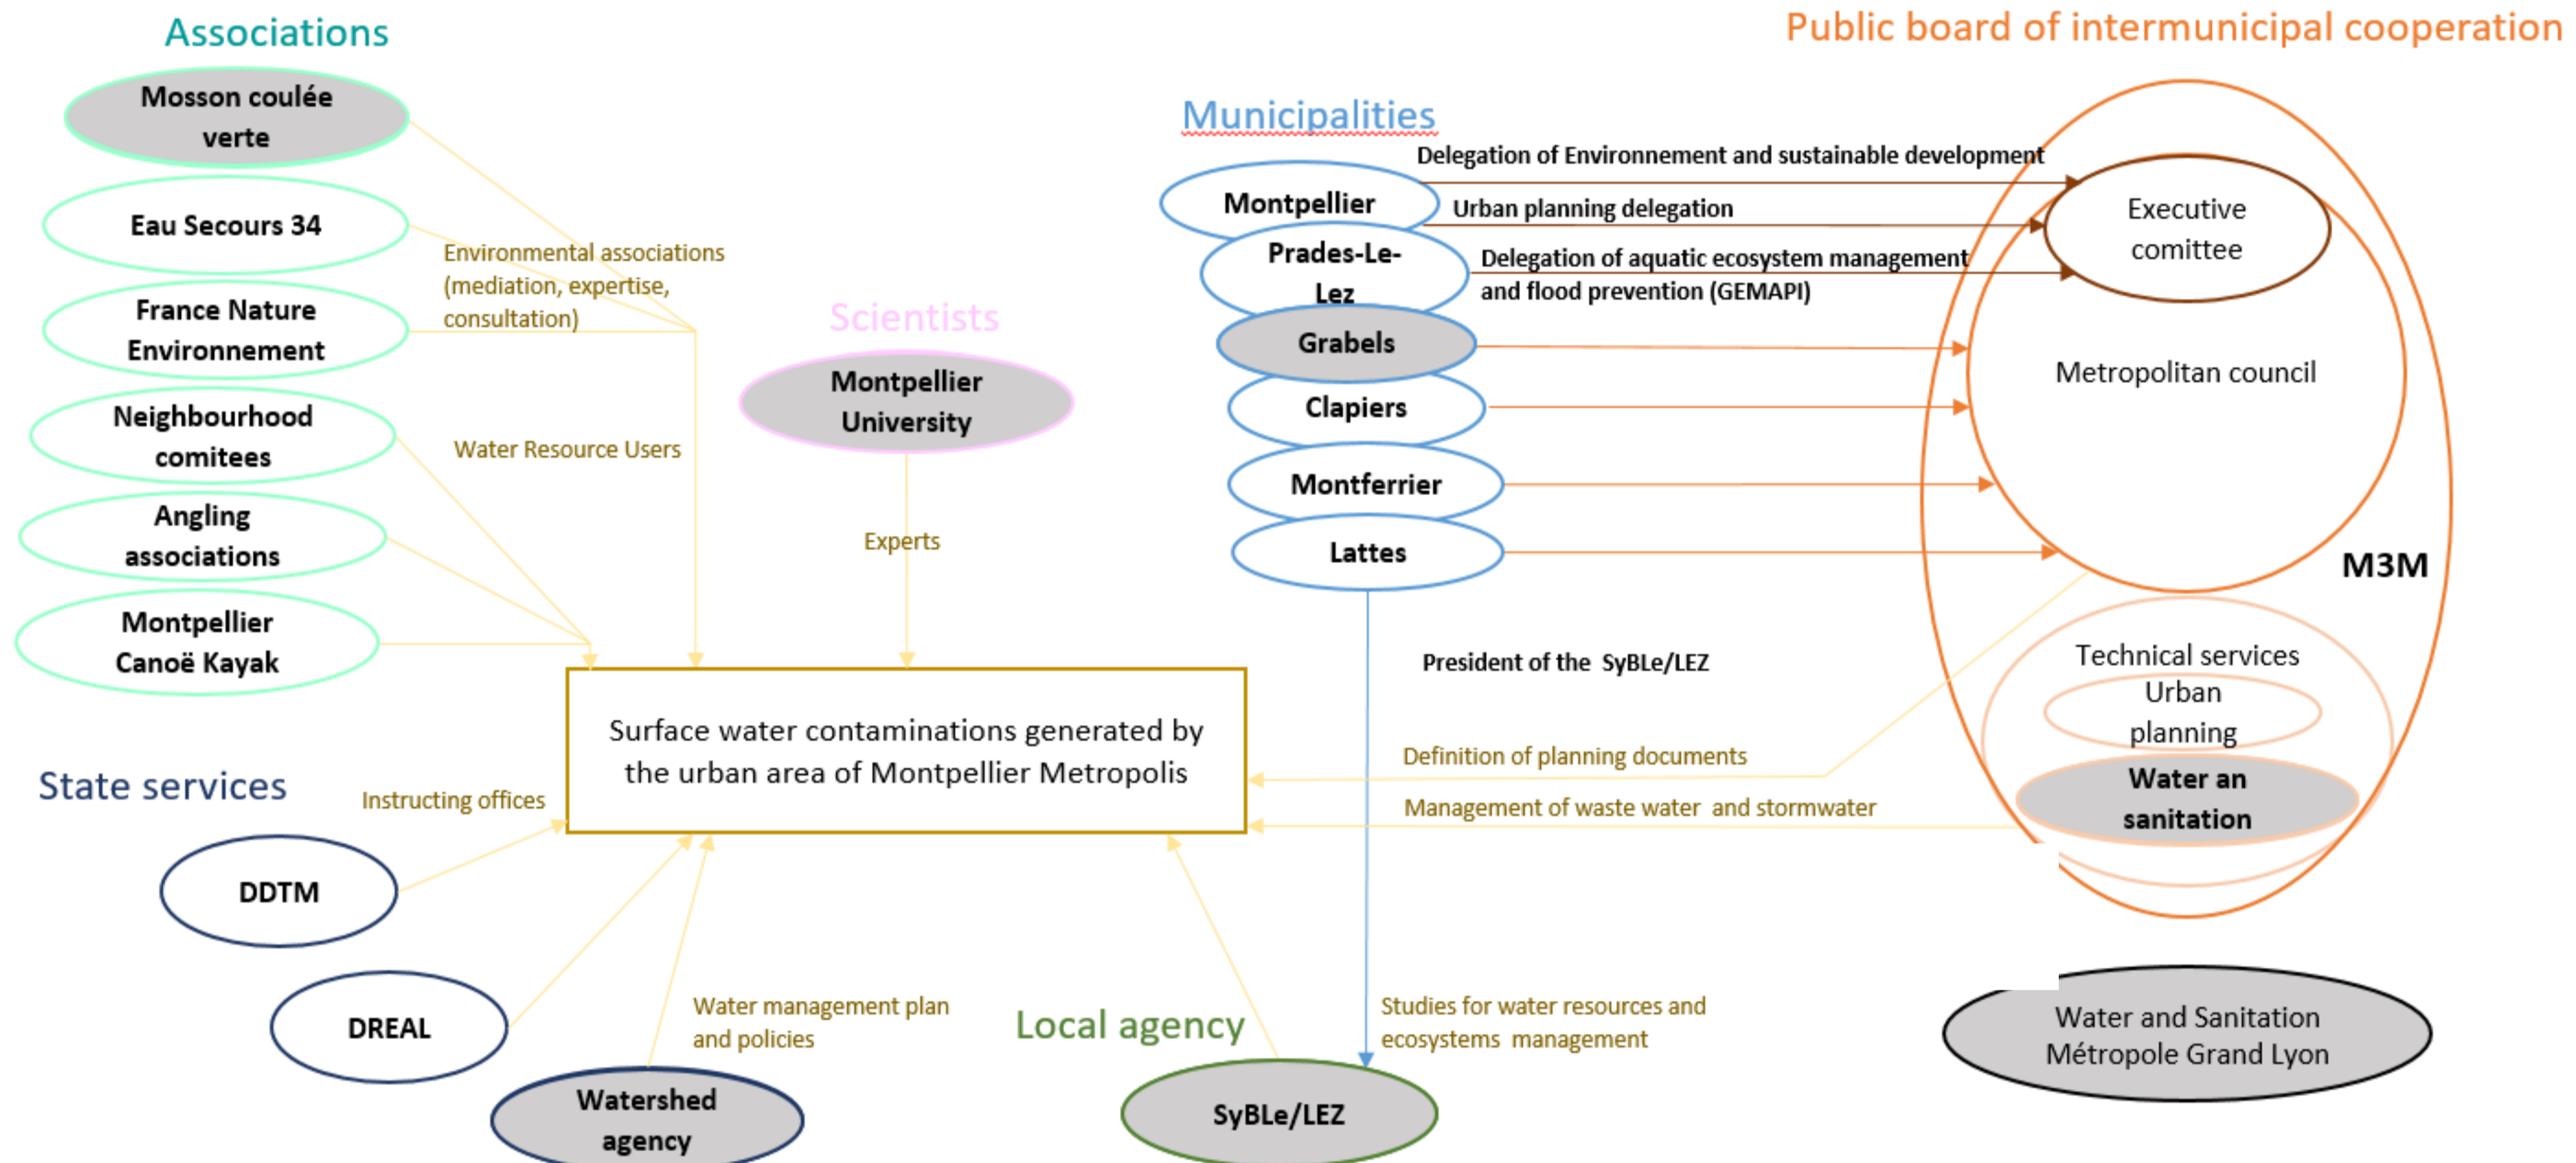 Associations
Mosson coulée
verte
Eau Secours 34
France Nature
Environnement
Neighbourhood
comitees
Angling
associations
Montpellier
Canoë Kayak
Environmental associations
(mediation, expertise,
consultation)
Water Resource Users
Scientists
Montpellier
University
Experts
Municipalities
Montpellier
Prades-Le-
Lez
Grabels
Clapiers
Montferrier
Lattes
Delegation of Environnement and sustainable development
Urban planning delegation
Delegation of aquatic ecosystem management
and flood prevention (GEMAPI)
Public board of intermunicipal cooperation
Executive
comittee
Metropolitan council
M3M
Technical services
Urban
planning
Water an
sanitation
President of the SyBLe/LEZ
Surface water contaminations generated by
the urban area of Montpellier Metropolis
Definition of planning documents
Management of waste water and stormwater
State services
Instructing offices
DDTM
DREAL
Watershed
agency
Water management plan
and policies
Local agency
SyBLe/LEZ
Studies for water resources and
ecosystems management
Water and Sanitation
Métropole Grand Lyon